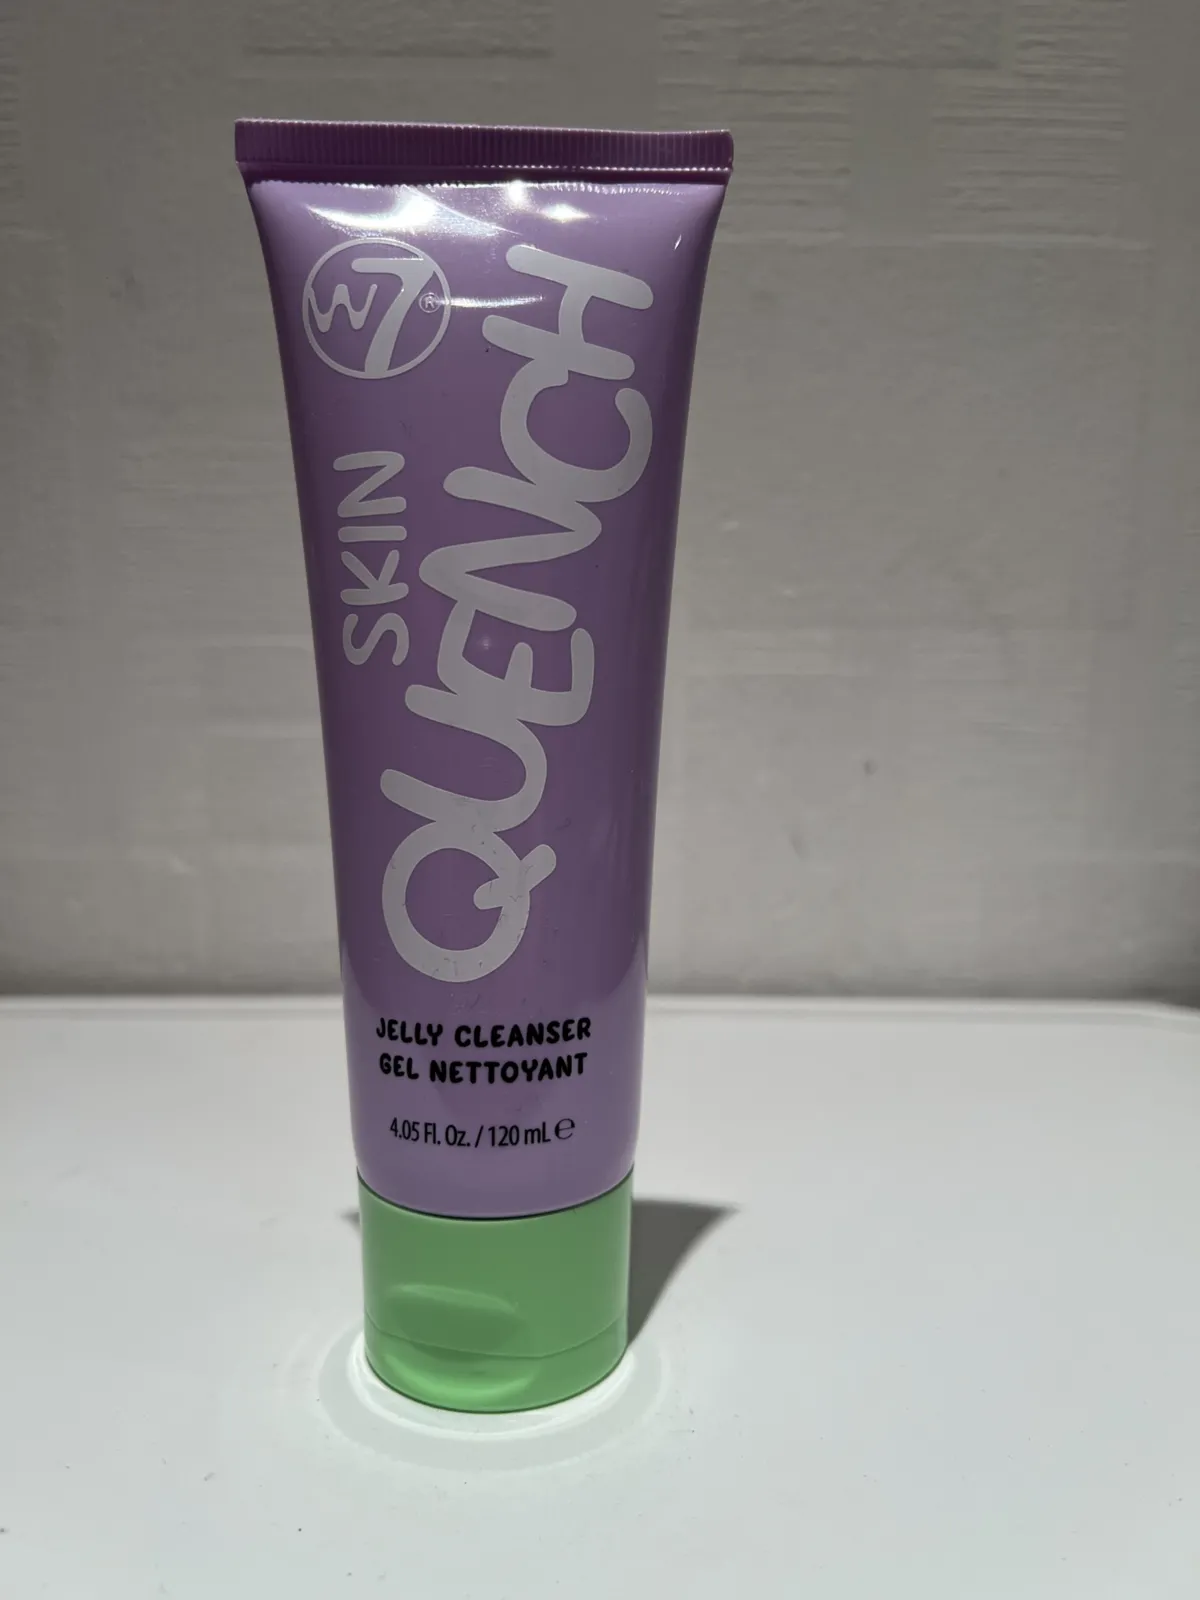 W7®
SKIN
QUENCH
JELLY CLEANSER
GEL NETTOYANT
4.05 Fl. Oz. / 120 mL ℮